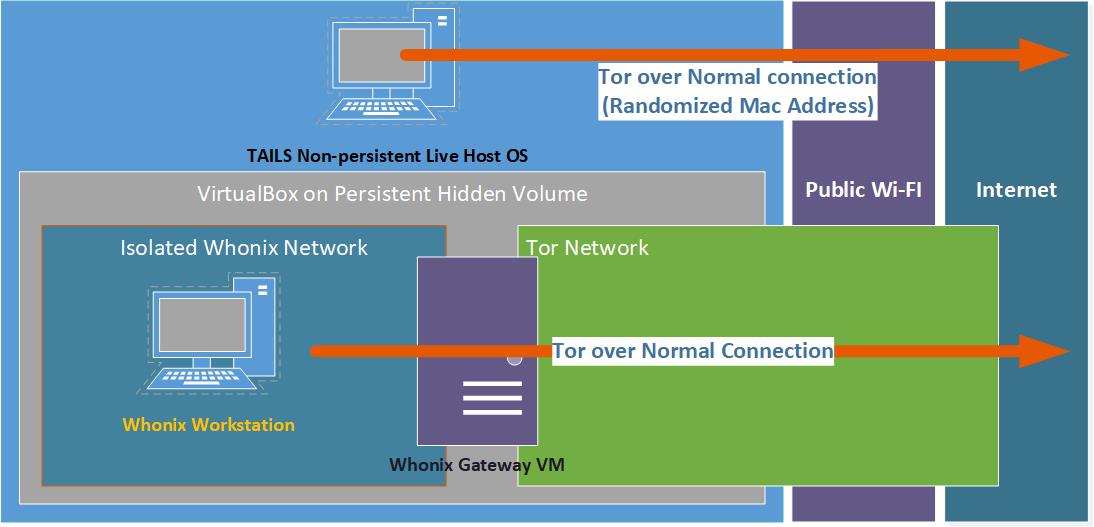 Tor over Normal connection
(Randomized Mac Address)
TAILS Non-persistent Live Host OS
VirtualBox on Persistent Hidden Volume
Public Wi-FI
Internet
Isolated Whonix Network
Tor Network
Tor over Normal Connection
Whonix Workstation
Whonix Gateway VM